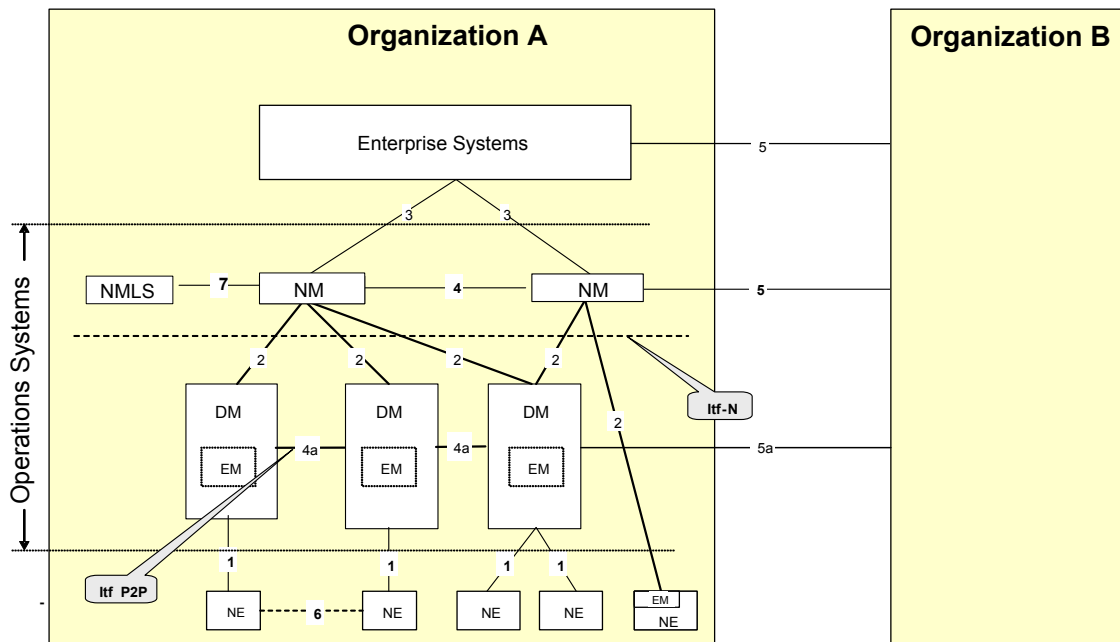 Organization A
Organization B
Enterprise Systems
5
3
3
Operations Systems
NMLS
7
NM
4
NM
5
2
2
2
2
Itf-N
2
DM
DM
DM
EM
4a
EM
4a
EM
5a
1
1
1
1
Itf P2P
-
NE
6
NE
NE
NE
EM
NE